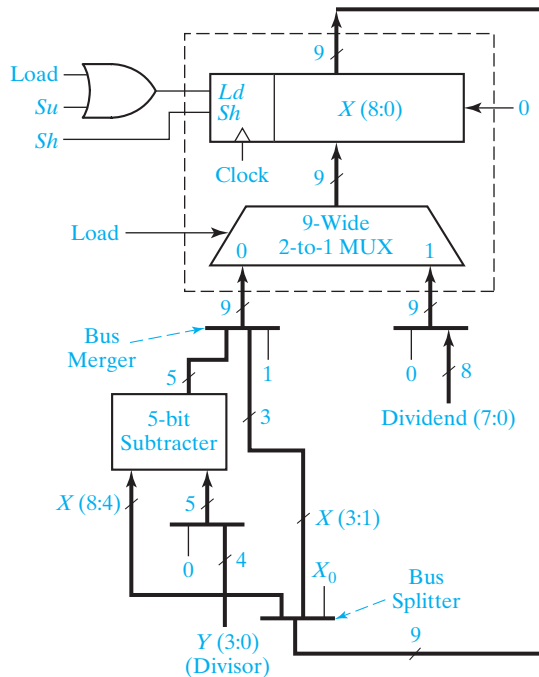 9
Load
Su
Sh
Ld
Sh
X (8:0)
0
Clock
9
Load
9-Wide
2-to-1 MUX
0
1
9
9
Bus
Merger
5
1
0
8
3
Dividend (7:0)
5-bit
Subtracter
X (8:4)
5
X (3:1)
0
4
X0
Bus
Splitter
Y (3:0)
(Divisor)
9